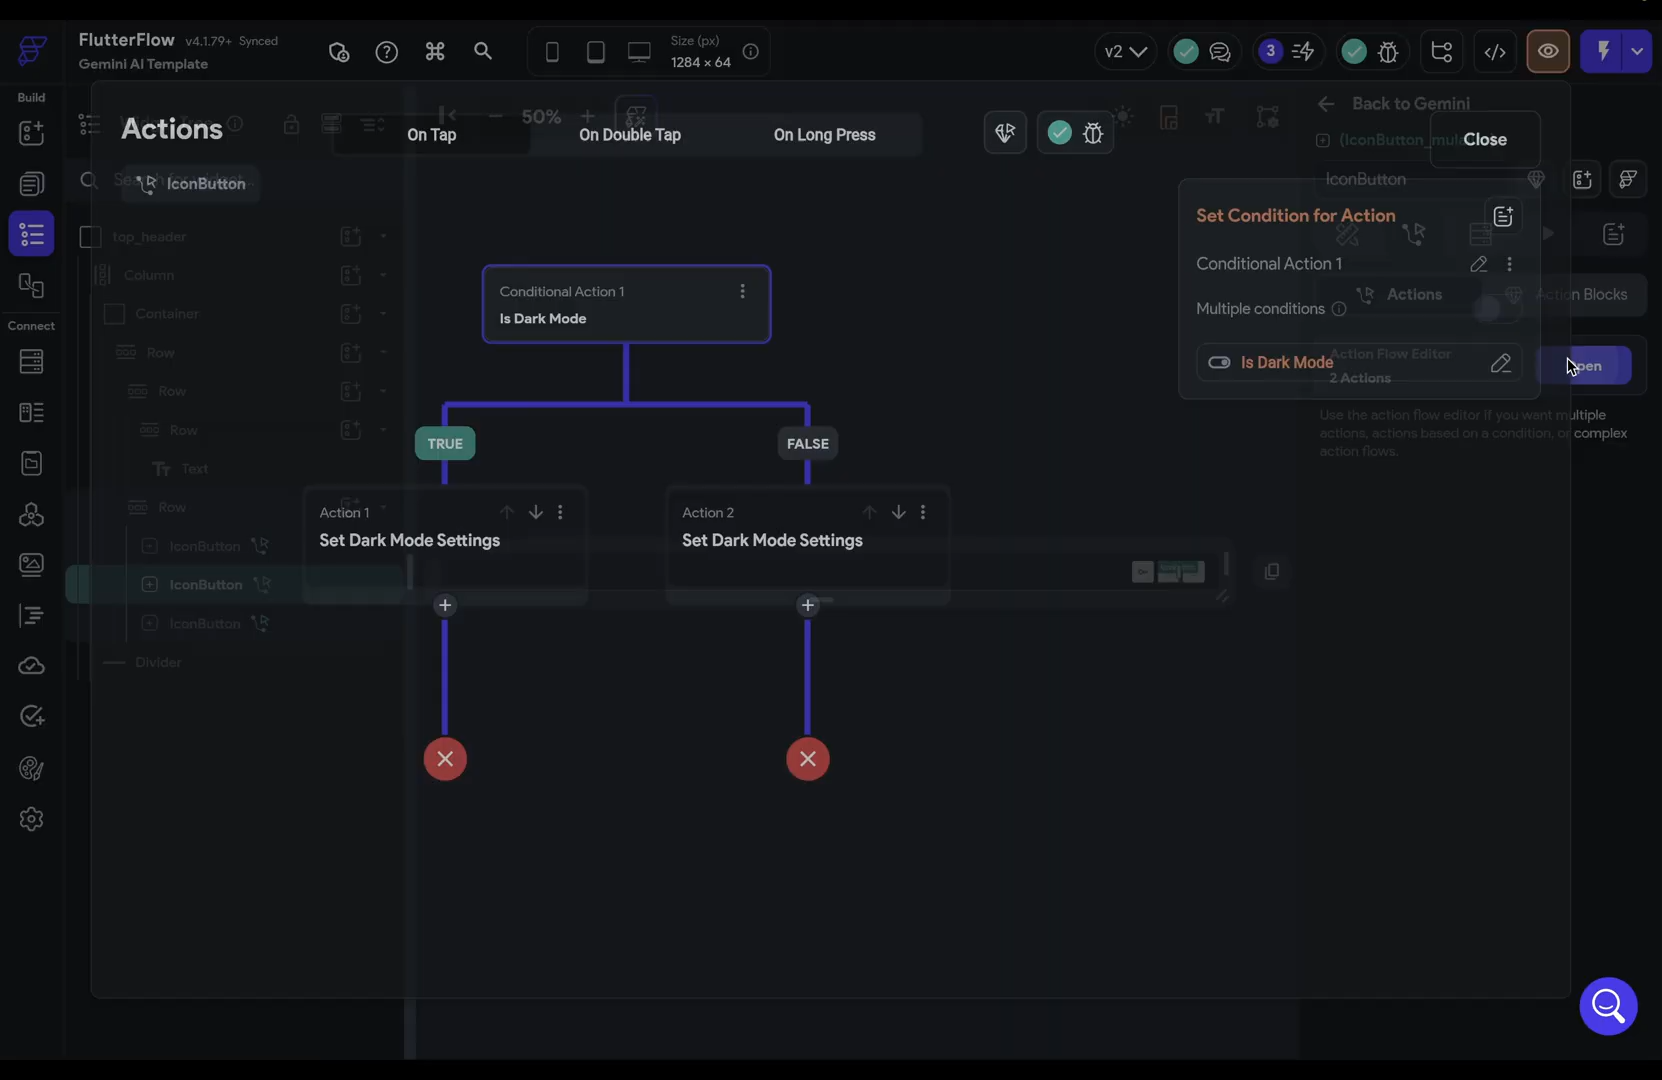 FlutterFlow v4.1.79+ Synced
Gemini AI Template
Size (px)
1284 × 64
v2
3
Build
Connect
50%
Actions
On Tap
On Double Tap
On Long Press
Close
Back to Gemini
IconButton
IconButton
top_header
Column
Container
Row
Row
Row
Text
Row
IconButton
IconButton
IconButton
Divider
Conditional Action 1
Is Dark Mode
TRUE
FALSE
Action 1
Set Dark Mode Settings
Action 2
Set Dark Mode Settings
Set Condition for Action
Conditional Action 1
Multiple conditions
Is Dark Mode
Actions
Action Blocks
Action Flow Editor
2 Actions
Use the action flow editor if you want multiple
actions, actions based on a condition, or complex
action flows.